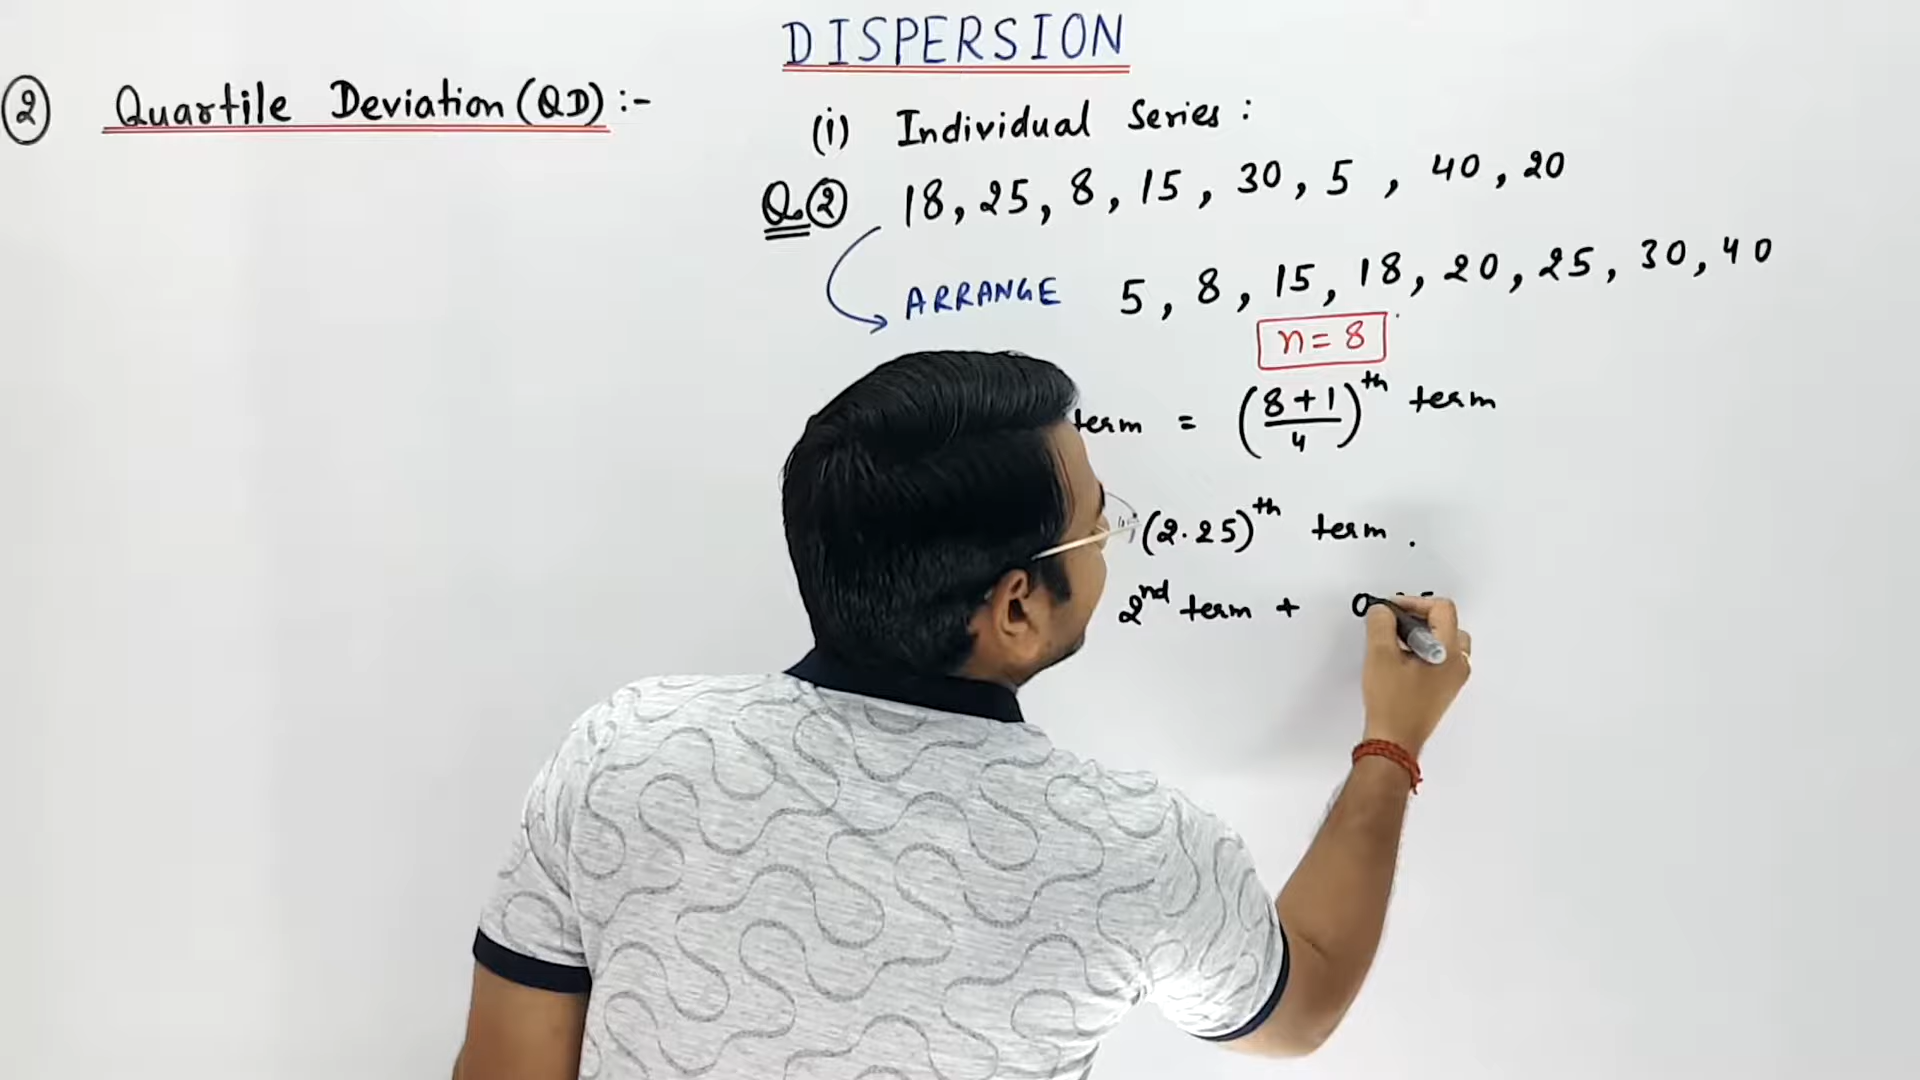 DISPERSION
② Quartile Deviation (QD) :-
(i) Individual Series :
Q② 18, 25, 8, 15, 30, 5, 40, 20
ARRANGE 5, 8, 15, 18, 20, 25, 30, 40
n = 8
term = (8+1/4)th term
(2.25)th term.
2nd term +